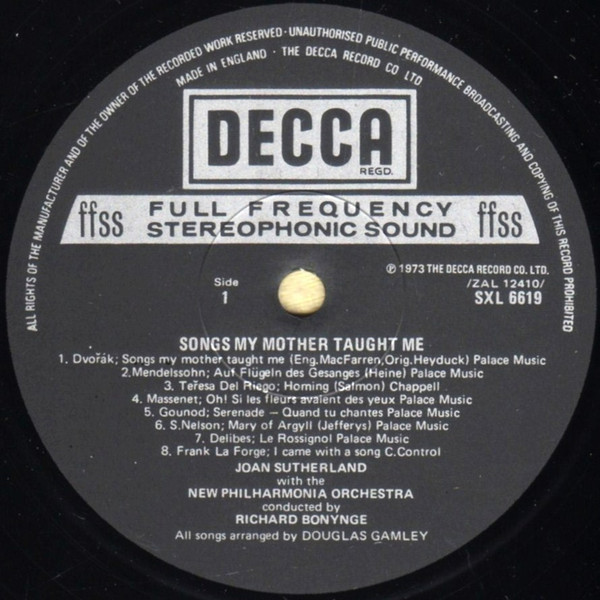 ALL RIGHTS OF THE MANUFACTURER AND OF THE OWNER OF THE RECORDED WORK RESERVED · UNAUTHORISED PUBLIC PERFORMANCE BROADCASTING AND COPYING OF THIS RECORD PROHIBITED
MADE IN ENGLAND · THE DECCA RECORD CO LTD
DECCA
REGD.
ffss FULL FREQUENCY STEREOPHONIC SOUND ffss
℗ 1973 THE DECCA RECORD CO. LTD.
Side /ZAL 12410/
1 SXL 6619
SONGS MY MOTHER TAUGHT ME
1. Dvořák; Songs my mother taught me (Eng.MacFarren,Orig.Heyduck) Palace Music
2.Mendelssohn; Auf Flügeln des Gesanges (Heine) Palace Music
3. Teresa Del Riego; Homing (Salmon) Chappell
4. Massenet; Oh! Si les fleurs avaient des yeux Palace Music
5. Gounod; Serenade – Quand tu chantes Palace Music
6. S.Nelson; Mary of Argyll (Jefferys) Palace Music
7. Delibes; Le Rossignol Palace Music
8. Frank La Forge; I came with a song C.Control
JOAN SUTHERLAND
with the
NEW PHILHARMONIA ORCHESTRA
conducted by
RICHARD BONYNGE
All songs arranged by DOUGLAS GAMLEY